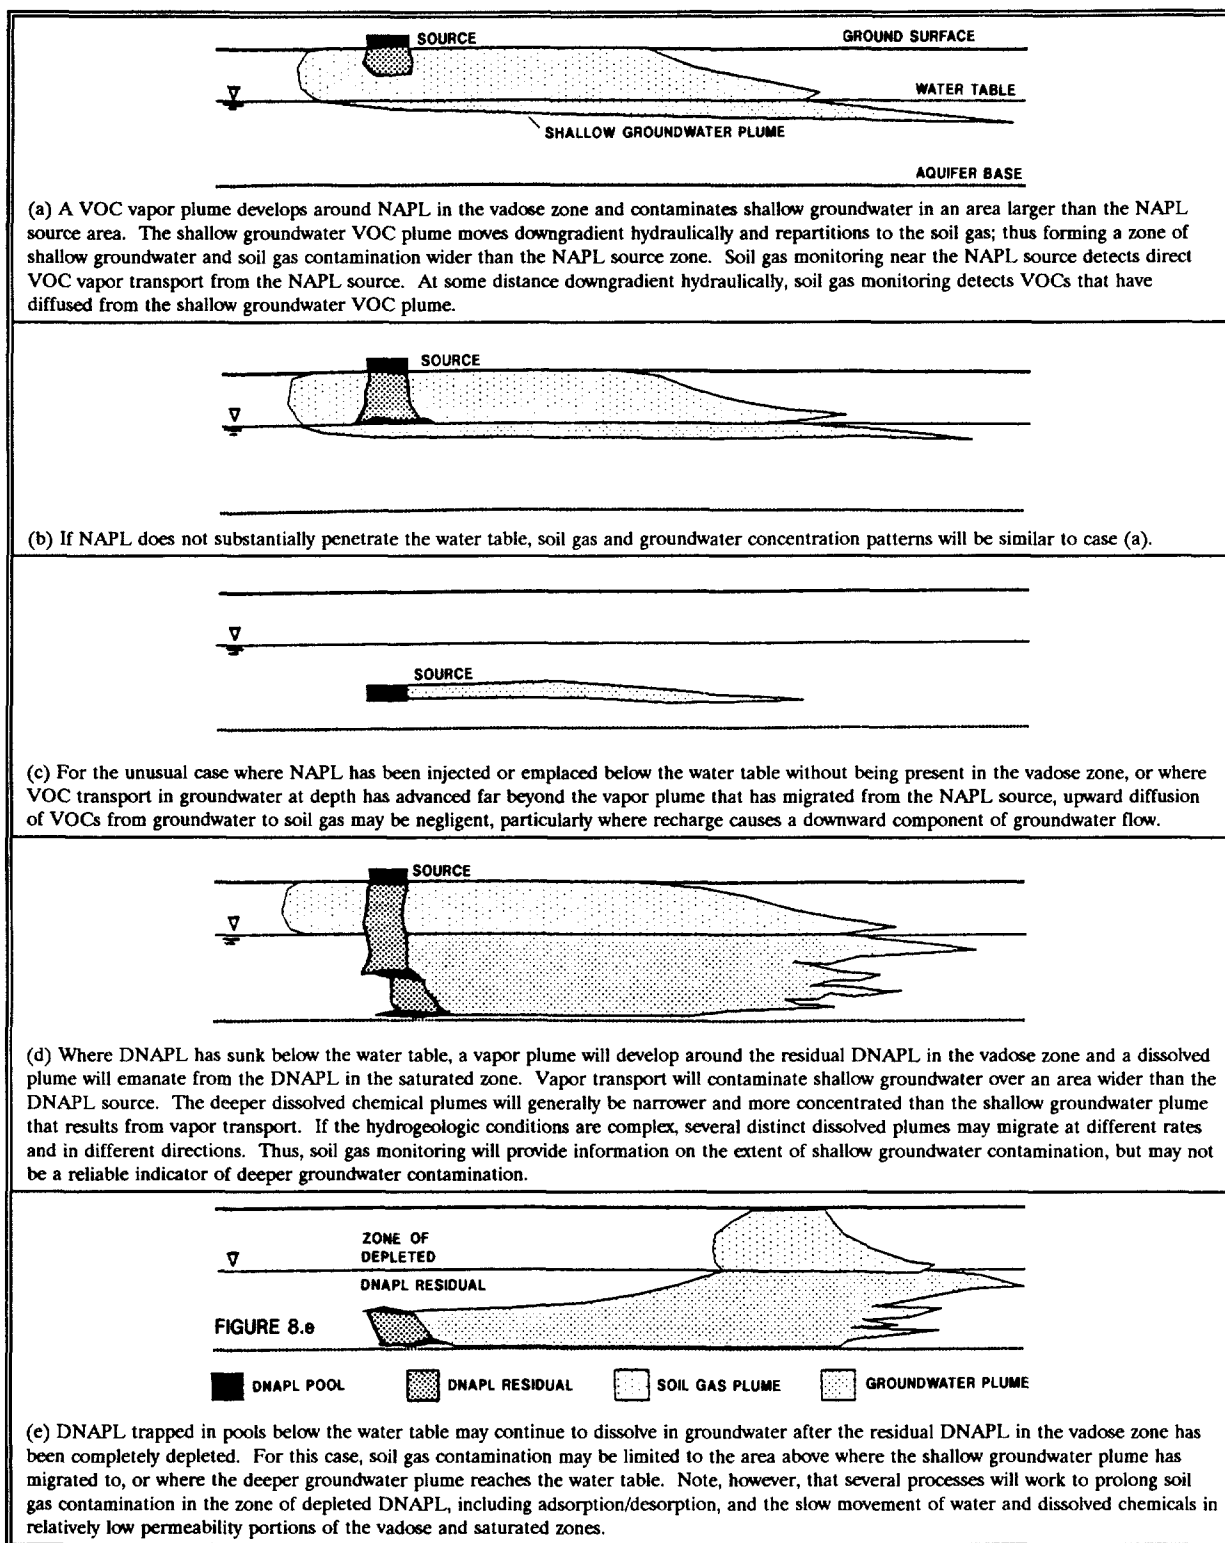 SOURCE
GROUND SURFACE
WATER TABLE
SHALLOW GROUNDWATER PLUME
AQUIFER BASE
(a) A VOC vapor plume develops around NAPL in the vadose zone and contaminates shallow groundwater in an area larger than the NAPL
source area. The shallow groundwater VOC plume moves downgradient hydraulically and repartitions to the soil gas; thus forming a zone of
shallow groundwater and soil gas contamination wider than the NAPL source zone. Soil gas monitoring near the NAPL source detects direct
VOC vapor transport from the NAPL source. At some distance downgradient hydraulically, soil gas monitoring detects VOCs that have
diffused from the shallow groundwater VOC plume.
SOURCE
(b) If NAPL does not substantially penetrate the water table, soil gas and groundwater concentration patterns will be similar to case (a).
SOURCE
(c) For the unusual case where NAPL has been injected or emplaced below the water table without being present in the vadose zone, or where
VOC transport in groundwater at depth has advanced far beyond the vapor plume that has migrated from the NAPL source, upward diffusion
of VOCs from groundwater to soil gas may be negligent, particularly where recharge causes a downward component of groundwater flow.
SOURCE
(d) Where DNAPL has sunk below the water table, a vapor plume will develop around the residual DNAPL in the vadose zone and a dissolved
plume will emanate from the DNAPL in the saturated zone. Vapor transport will contaminate shallow groundwater over an area wider than the
DNAPL source. The deeper dissolved chemical plumes will generally be narrower and more concentrated than the shallow groundwater plume
that results from vapor transport. If the hydrogeologic conditions are complex, several distinct dissolved plumes may migrate at different rates
and in different directions. Thus, soil gas monitoring will provide information on the extent of shallow groundwater contamination, but may not
be a reliable indicator of deeper groundwater contamination.
ZONE OF
DEPLETED
DNAPL RESIDUAL
FIGURE 8.e
DNAPL POOL
DNAPL RESIDUAL
SOIL GAS PLUME
GROUNDWATER PLUME
(e) DNAPL trapped in pools below the water table may continue to dissolve in groundwater after the residual DNAPL in the vadose zone has
been completely depleted. For this case, soil gas contamination may be limited to the area above where the shallow groundwater plume has
migrated to, or where the deeper groundwater plume reaches the water table. Note, however, that several processes will work to prolong soil
gas contamination in the zone of depleted DNAPL, including adsorption/desorption, and the slow movement of water and dissolved chemicals in
relatively low permeability portions of the vadose and saturated zones.